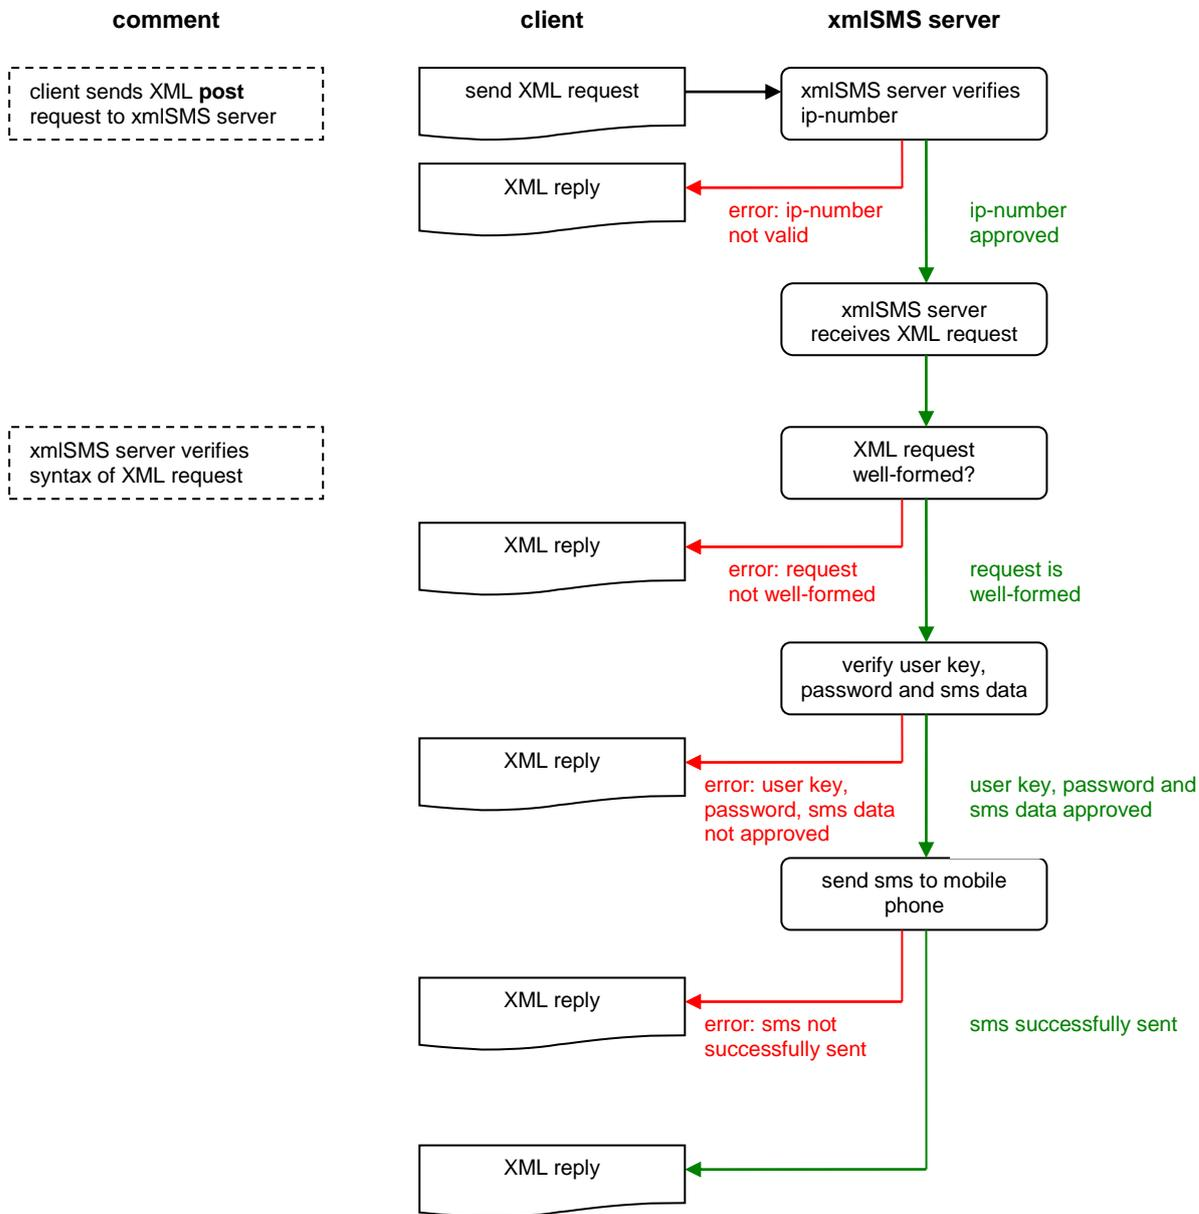 comment
client
xmlSMS server
client sends XML post
request to xmlSMS server
send XML request
xmlSMS server verifies
ip-number
XML reply
error: ip-number
not valid
ip-number
approved
xmlSMS server
receives XML request
xmlSMS server verifies
syntax of XML request
XML request
well-formed?
XML reply
error: request
not well-formed
request is
well-formed
verify user key,
password and sms data
XML reply
error: user key,
password, sms data
not approved
user key, password and
sms data approved
send sms to mobile
phone
XML reply
error: sms not
successfully sent
sms successfully sent
XML reply